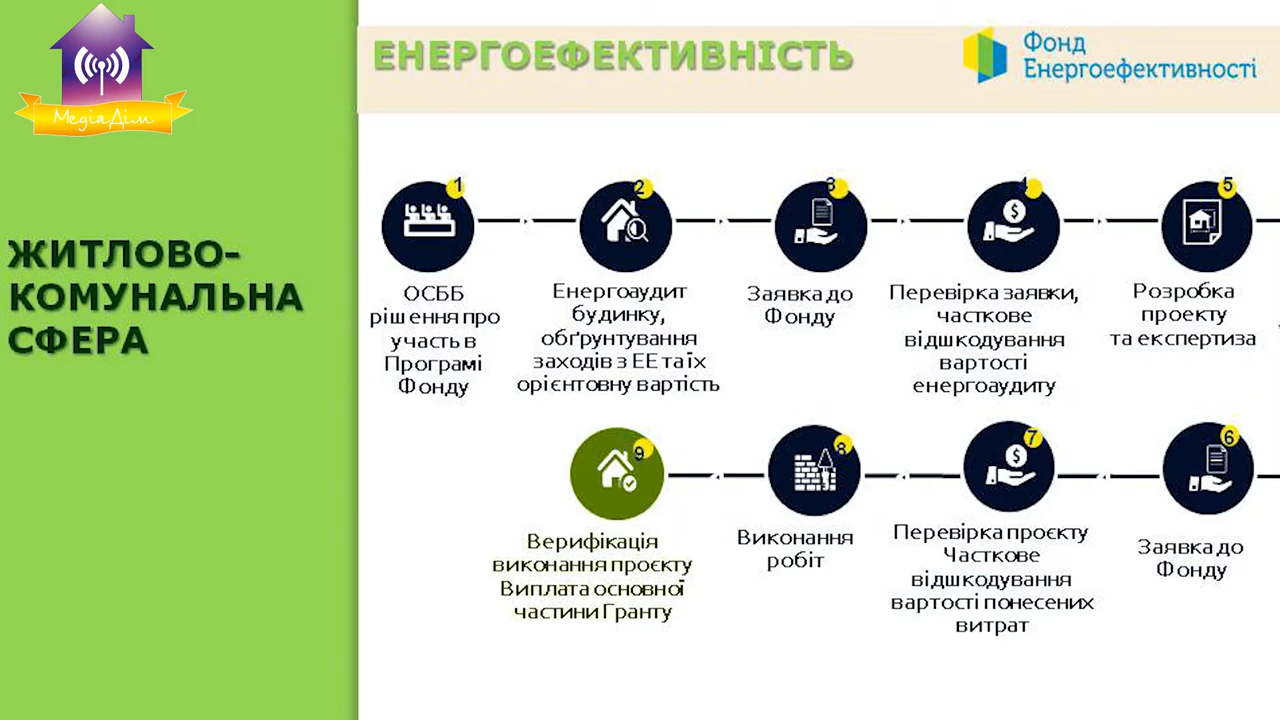 МедіаДім
ЕНЕРГОЕФЕКТИВНІСТЬ
Фонд
Енергоефективності
ЖИТЛОВО-
КОМУНАЛЬНА
СФЕРА
1
ОСББ
рішення про
участь в
Програмі
Фонду
2
Енергоаудит
будинку,
обґрунтування
заходів з ЕЕ та їх
орієнтовну вартість
3
Заявка до
Фонду
4
Перевірка заявки,
часткове
відшкодування
вартості
енергоаудиту
5
Розробка
проекту
та експертиза
6
Заявка до
Фонду
7
Перевірка проєкту
Часткове
відшкодування
вартості понесених
витрат
8
Виконання
робіт
9
Верифікація
виконання проєкту
Виплата основної
частини Гранту